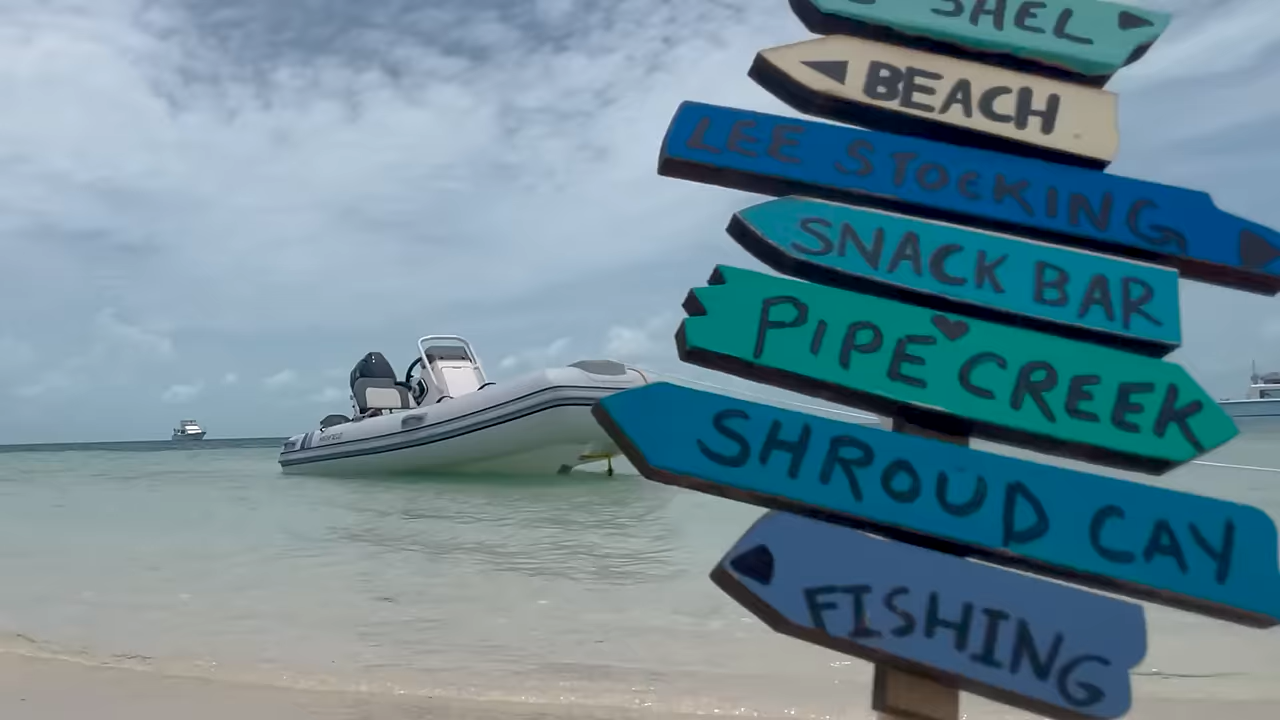 SHEL
BEACH
LEE STOCKING
SNACK BAR
PIPE CREEK
SHROUD CAY
FISHING